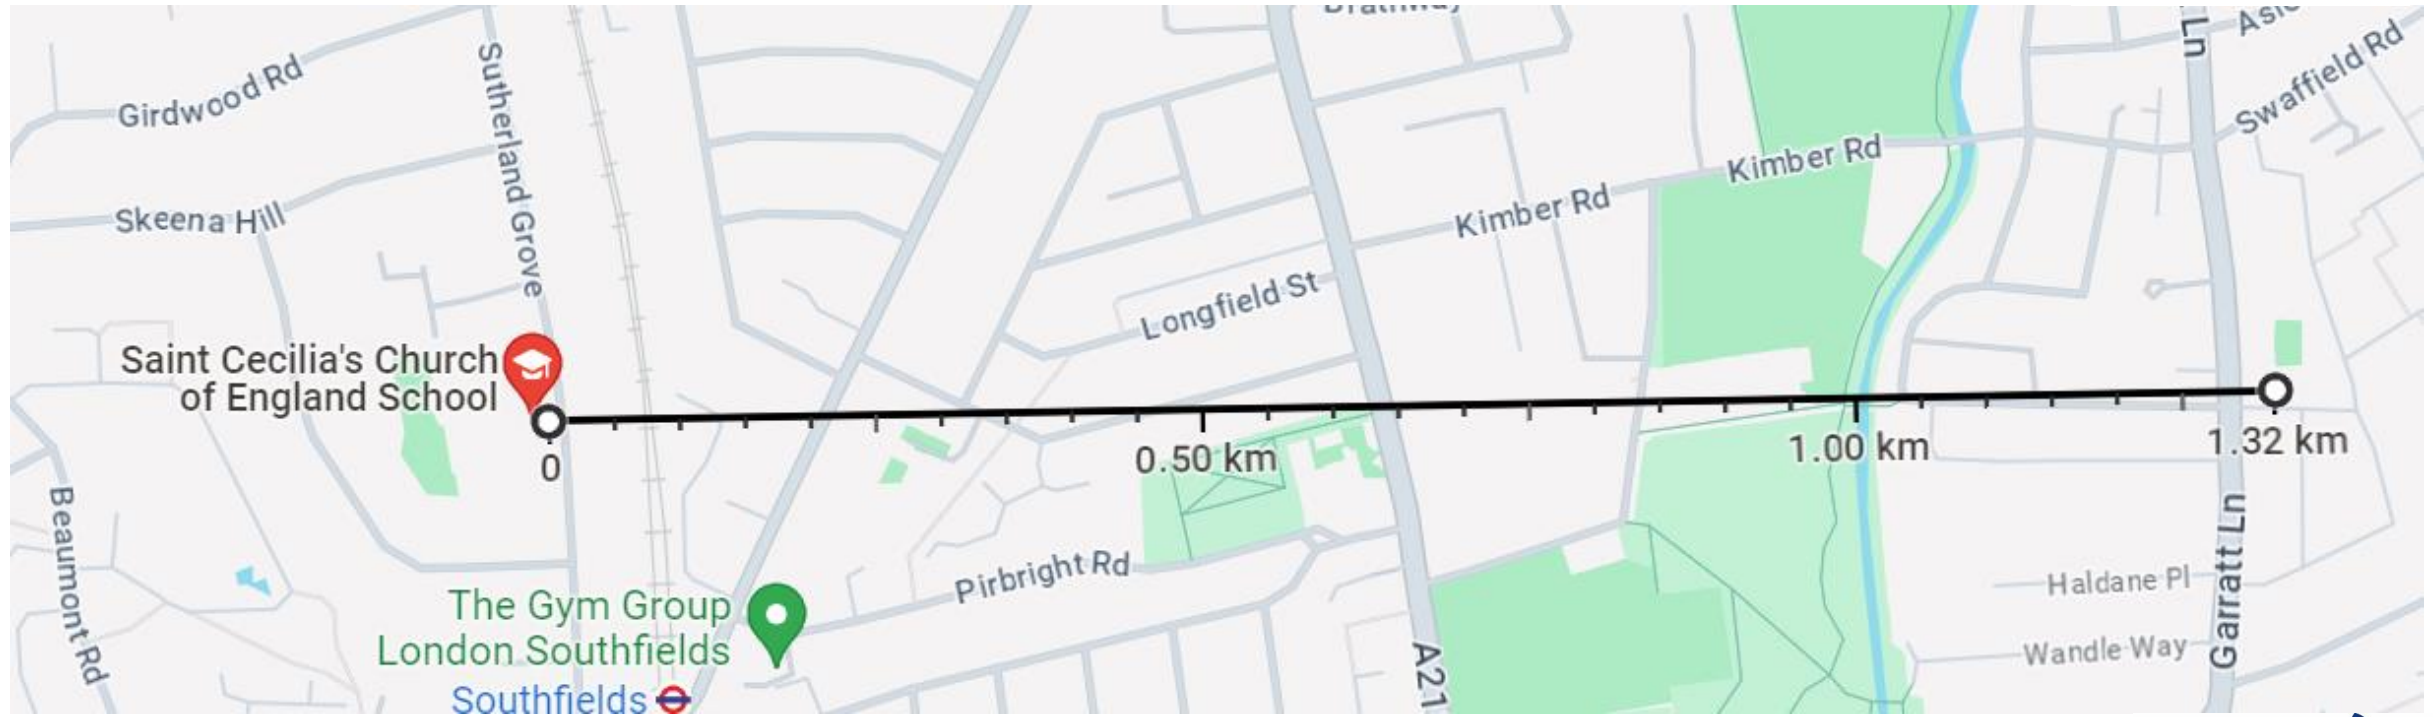 Ln
Girdwood Rd
Sutherland Grove
Swaffield Rd
Kimber Rd
Skeena Hill
Kimber Rd
Longfield St
Saint Cecilia's Church
of England School
0
0.50 km
1.00 km
1.32 km
Beaumont Rd
Pirbright Rd
The Gym Group
London Southfields
Southfields
A21
Haldane Pl
Wandle Way
Garratt Ln